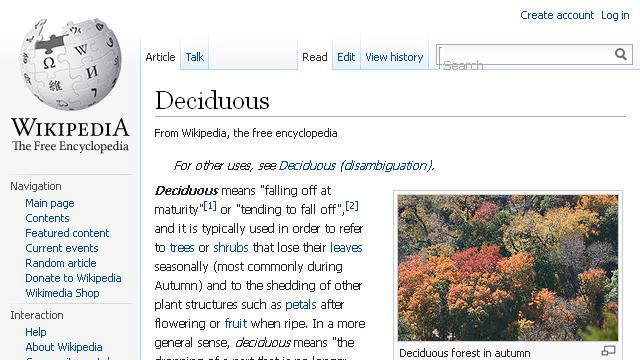 Create account Log in
Article Talk Read Edit View history Search
WIKIPEDIA
The Free Encyclopedia
Deciduous
From Wikipedia, the free encyclopedia
For other uses, see Deciduous (disambiguation).
Navigation
Main page
Contents
Featured content
Current events
Random article
Donate to Wikipedia
Wikimedia Shop
Interaction
Help
About Wikipedia
Deciduous means "falling off at
maturity"[1] or "tending to fall off",[2]
and it is typically used in order to refer
to trees or shrubs that lose their leaves
seasonally (most commonly during
Autumn) and to the shedding of other
plant structures such as petals after
flowering or fruit when ripe. In a more
general sense, deciduous means "the
Deciduous forest in autumn